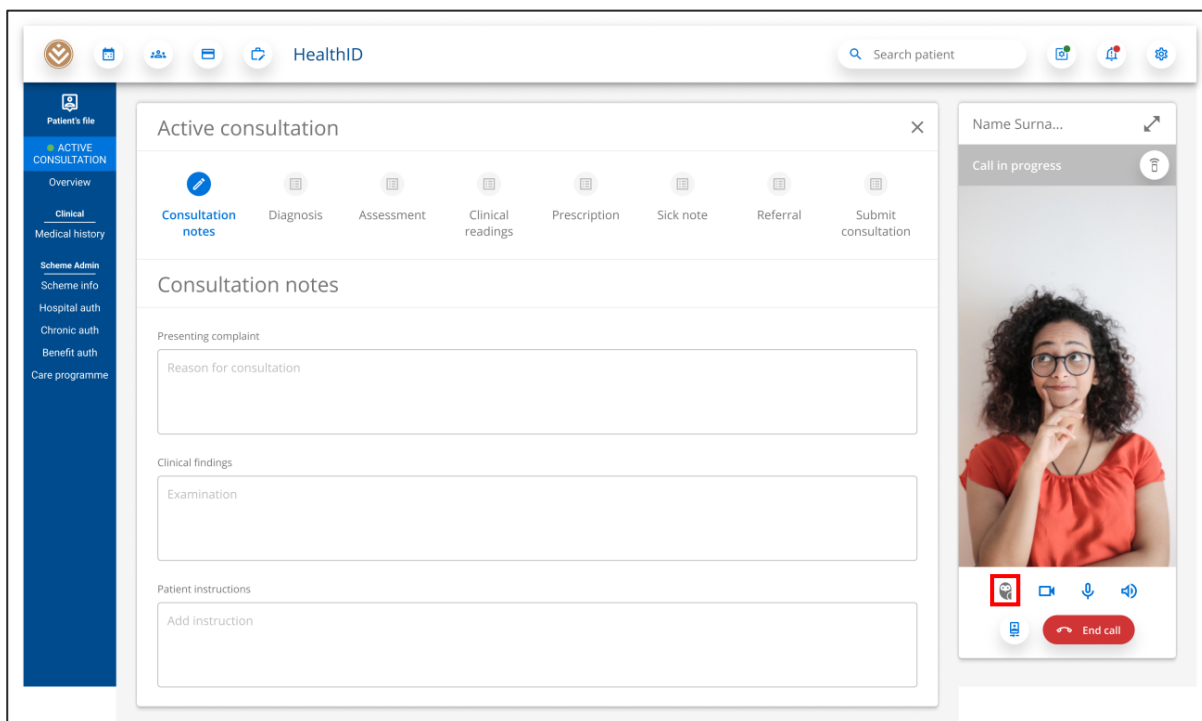 HealthID
Search patient
Patient's file
ACTIVE
CONSULTATION
Overview
Clinical
Medical history
Scheme Admin
Scheme info
Hospital auth
Chronic auth
Benefit auth
Care programme
Active consultation
Consultation
notes
Diagnosis
Assessment
Clinical
readings
Prescription
Sick note
Referral
Submit
consultation
Consultation notes
Presenting complaint
Reason for consultation
Clinical findings
Examination
Patient instructions
Add instruction
Name Surna...
Call in progress
End call